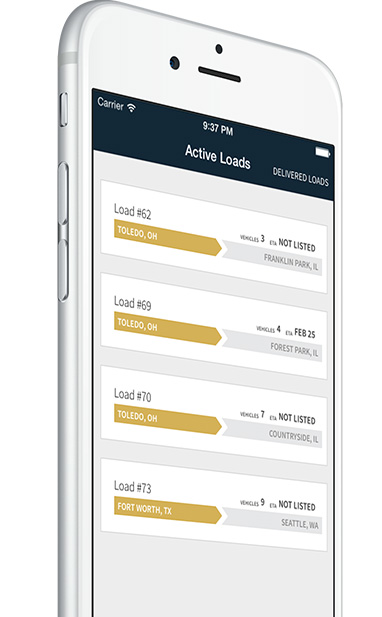 Carrier
9:37 PM
Active Loads
DELIVERED LOADS
Load #62
VEHICLES 3 ETA NOT LISTED
TOLEDO, OH
FRANKLIN PARK, IL
Load #69
VEHICLES 4 ETA FEB 25
TOLEDO, OH
FOREST PARK, IL
Load #70
VEHICLES 7 ETA NOT LISTED
TOLEDO, OH
COUNTRYSIDE, IL
Load #73
VEHICLES 9 ETA NOT LISTED
FORT WORTH, TX
SEATTLE, WA